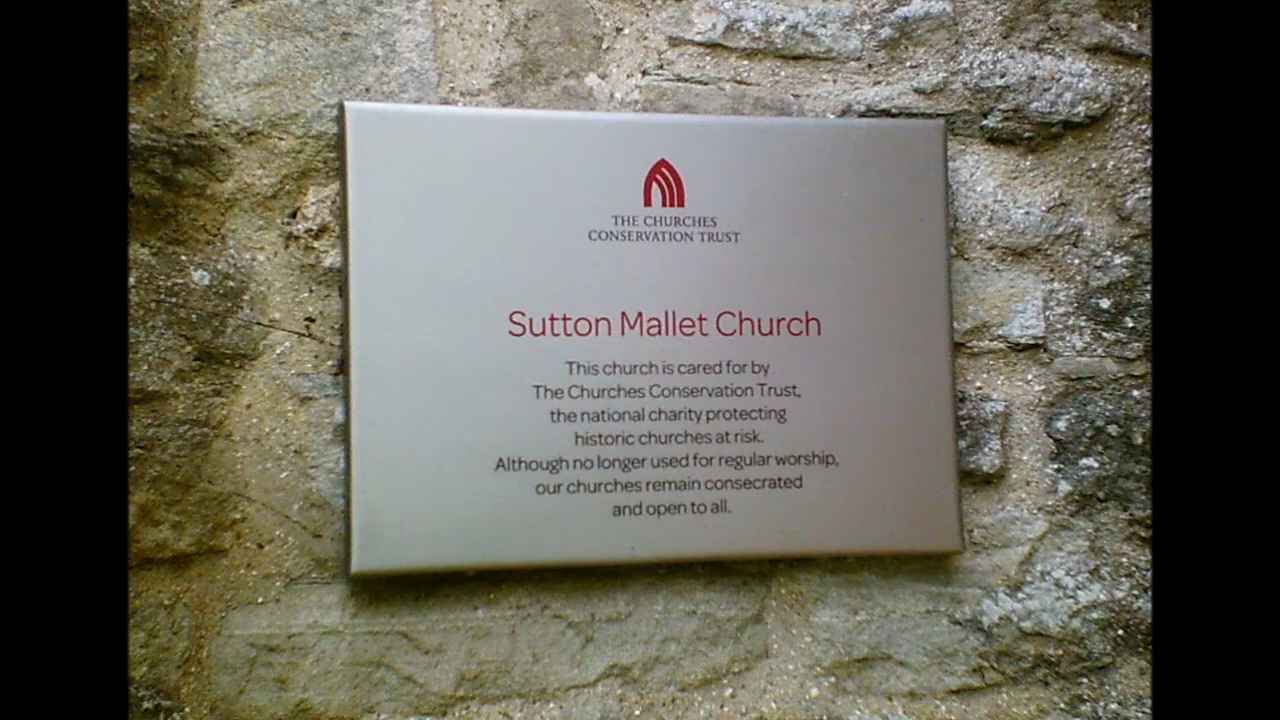 THE CHURCHES
CONSERVATION TRUST
Sutton Mallet Church
This church is cared for by
The Churches Conservation Trust,
the national charity protecting
historic churches at risk.
Although no longer used for regular worship,
our churches remain consecrated
and open to all.